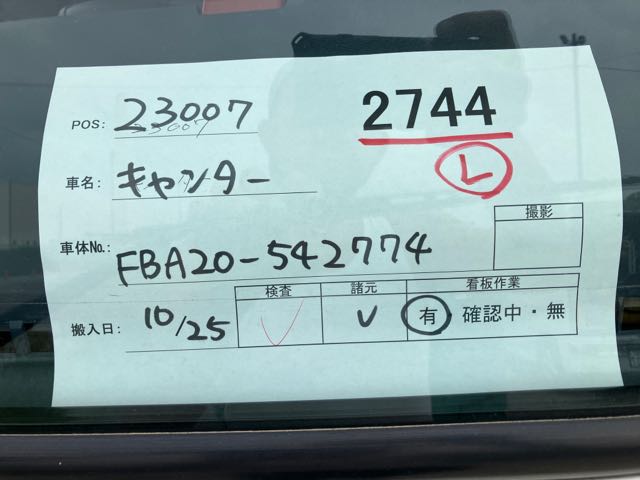 POS: 23007
2744
L
車名: キャンター
撮影
車体No.: FBA20-542774
検査 諸元 看板作業
搬入日: 10/25 V V 有・確認中・無